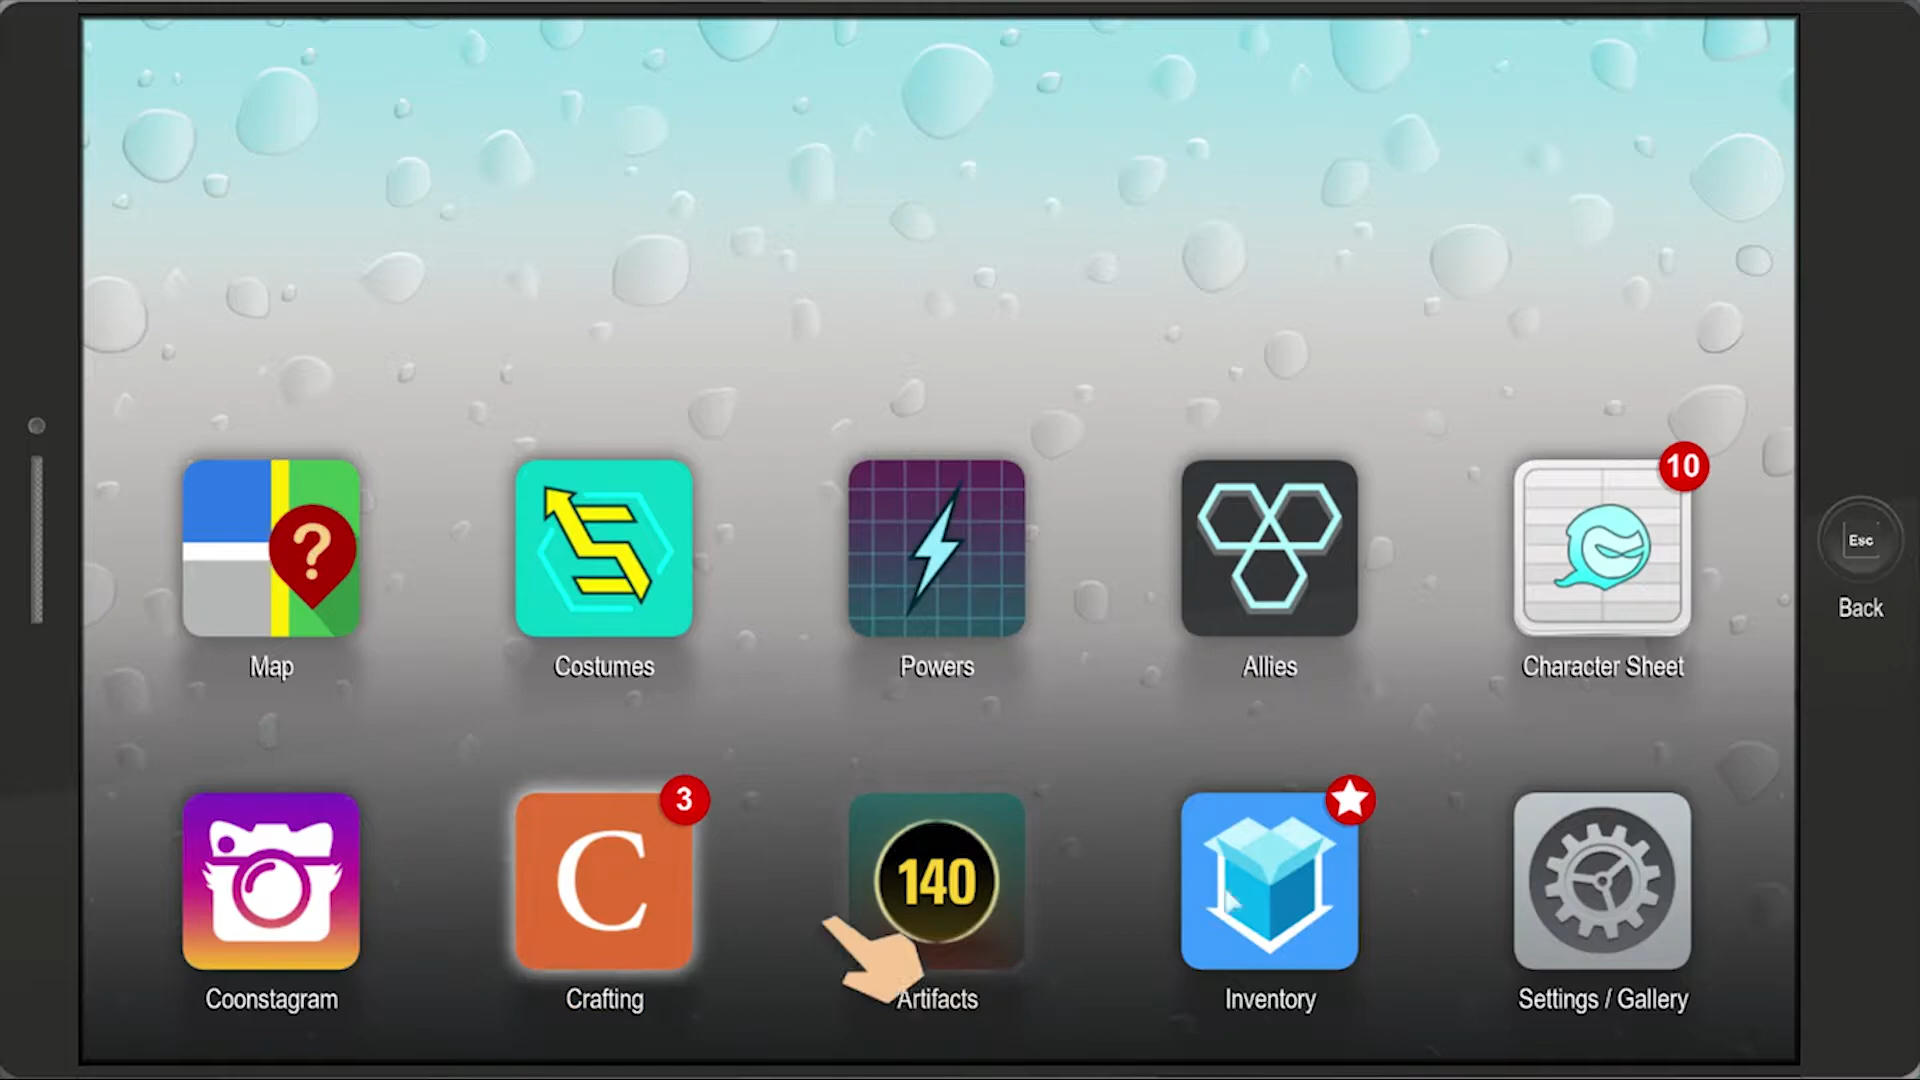 10
Esc
Back
Map
Costumes
Powers
Allies
Character Sheet
3
C
140
Coonstagram
Crafting
Artifacts
Inventory
Settings / Gallery